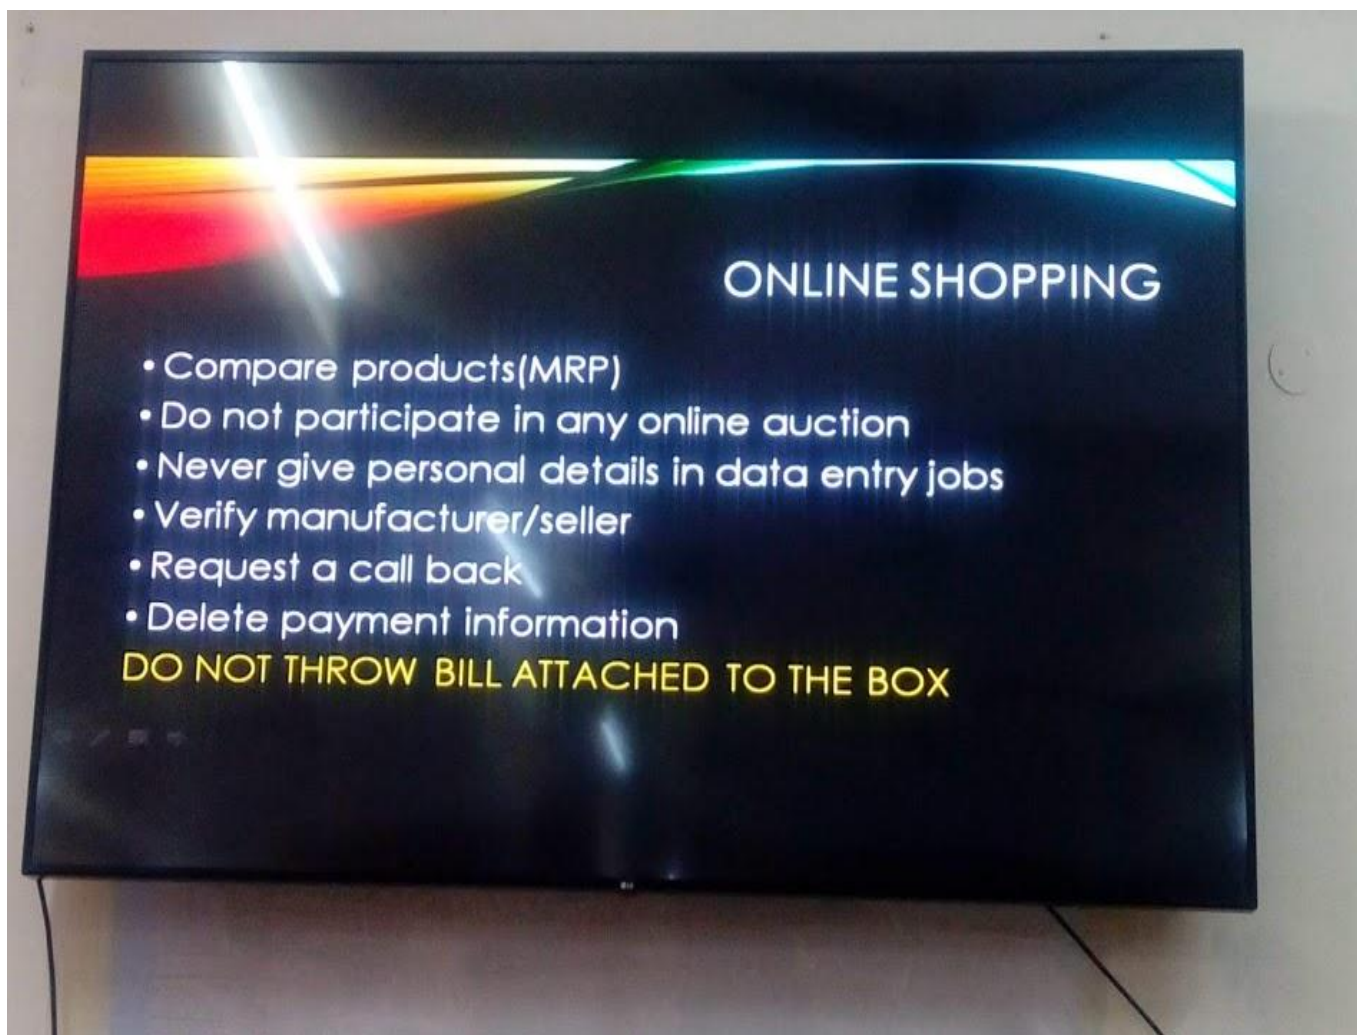 ONLINE SHOPPING
• Compare products(MRP)
• Do not participate in any online auction
• Never give personal details in data entry jobs
• Verify manufacturer/seller
• Request a call back
• Delete payment information
DO NOT THROW BILL ATTACHED TO THE BOX